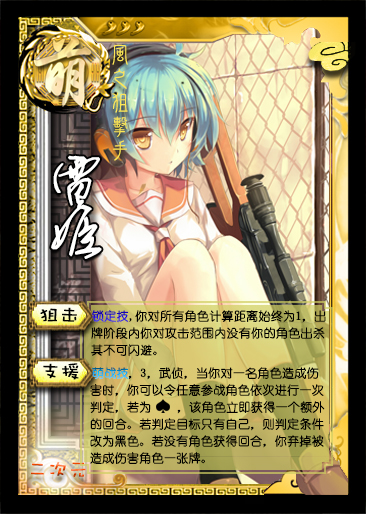 萌
風之狙擊手
雷姬
狙击
锁定技,你对所有角色计算距离始终为1，出
牌阶段内你对攻击范围内没有你的角色出杀
其不可闪避。
支援
萌战技，3，武侦，当你对一名角色造成伤
害时，你可以令任意参战角色依次进行一次
判定，若为♠，该角色立即获得一个额外
的回合。若判定目标只有自己，则判定条件
改为黑色。若没有角色获得回合，你弃掉被
造成伤害角色一张牌。
二次元